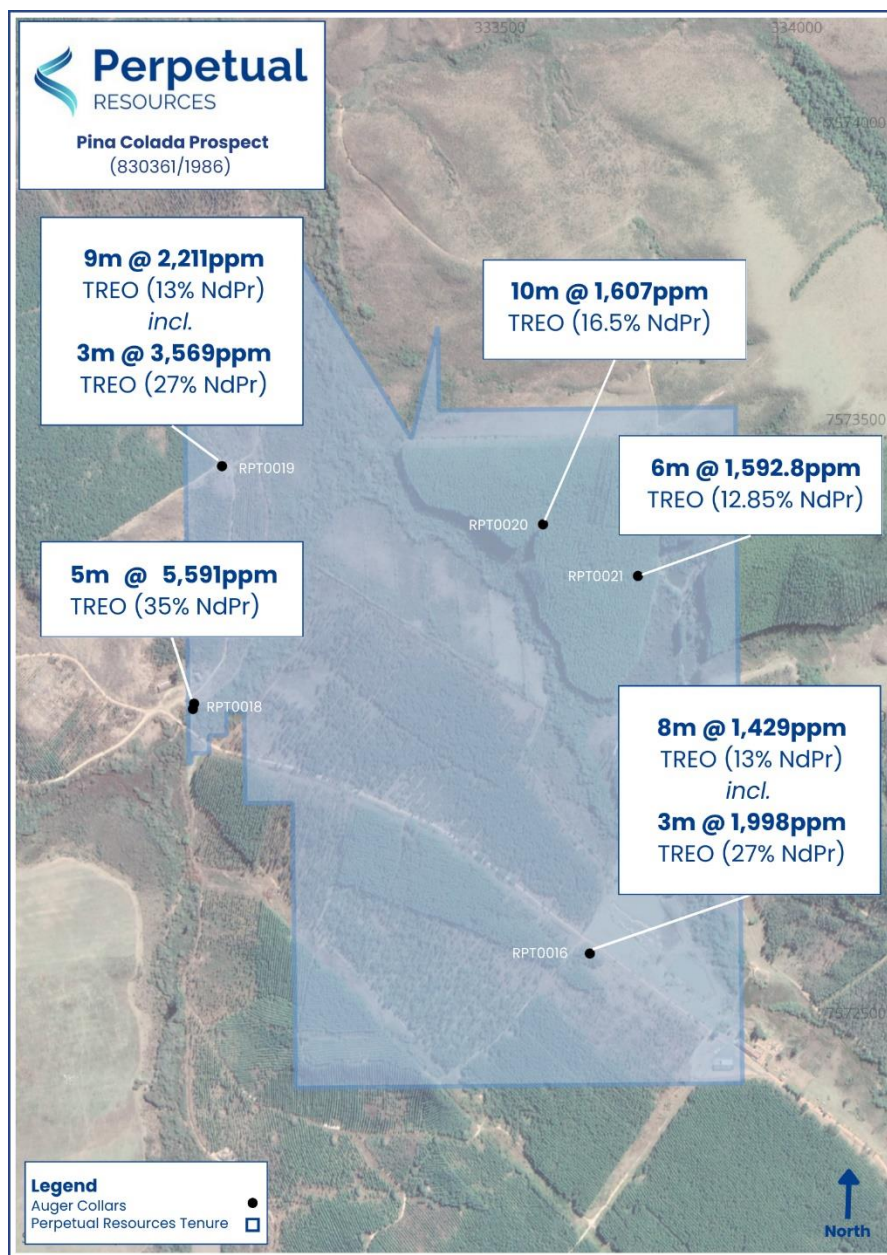 333500
334000
Perpetual
RESOURCES
Pina Colada Prospect
(830361/1986)
7574000
9m @ 2,211ppm
TREO (13% NdPr)
incl.
3m @ 3,569ppm
TREO (27% NdPr)
10m @ 1,607ppm
TREO (16.5% NdPr)
7573500
6m @ 1,592.8ppm
TREO (12.85% NdPr)
RPT0019
RPT0020
RPT0021
5m @ 5,591ppm
TREO (35% NdPr)
RPT0018
8m @ 1,429ppm
TREO (13% NdPr)
incl.
3m @ 1,998ppm
TREO (27% NdPr)
RPT0016
7572500
Legend
Auger Collars
Perpetual Resources Tenure
North